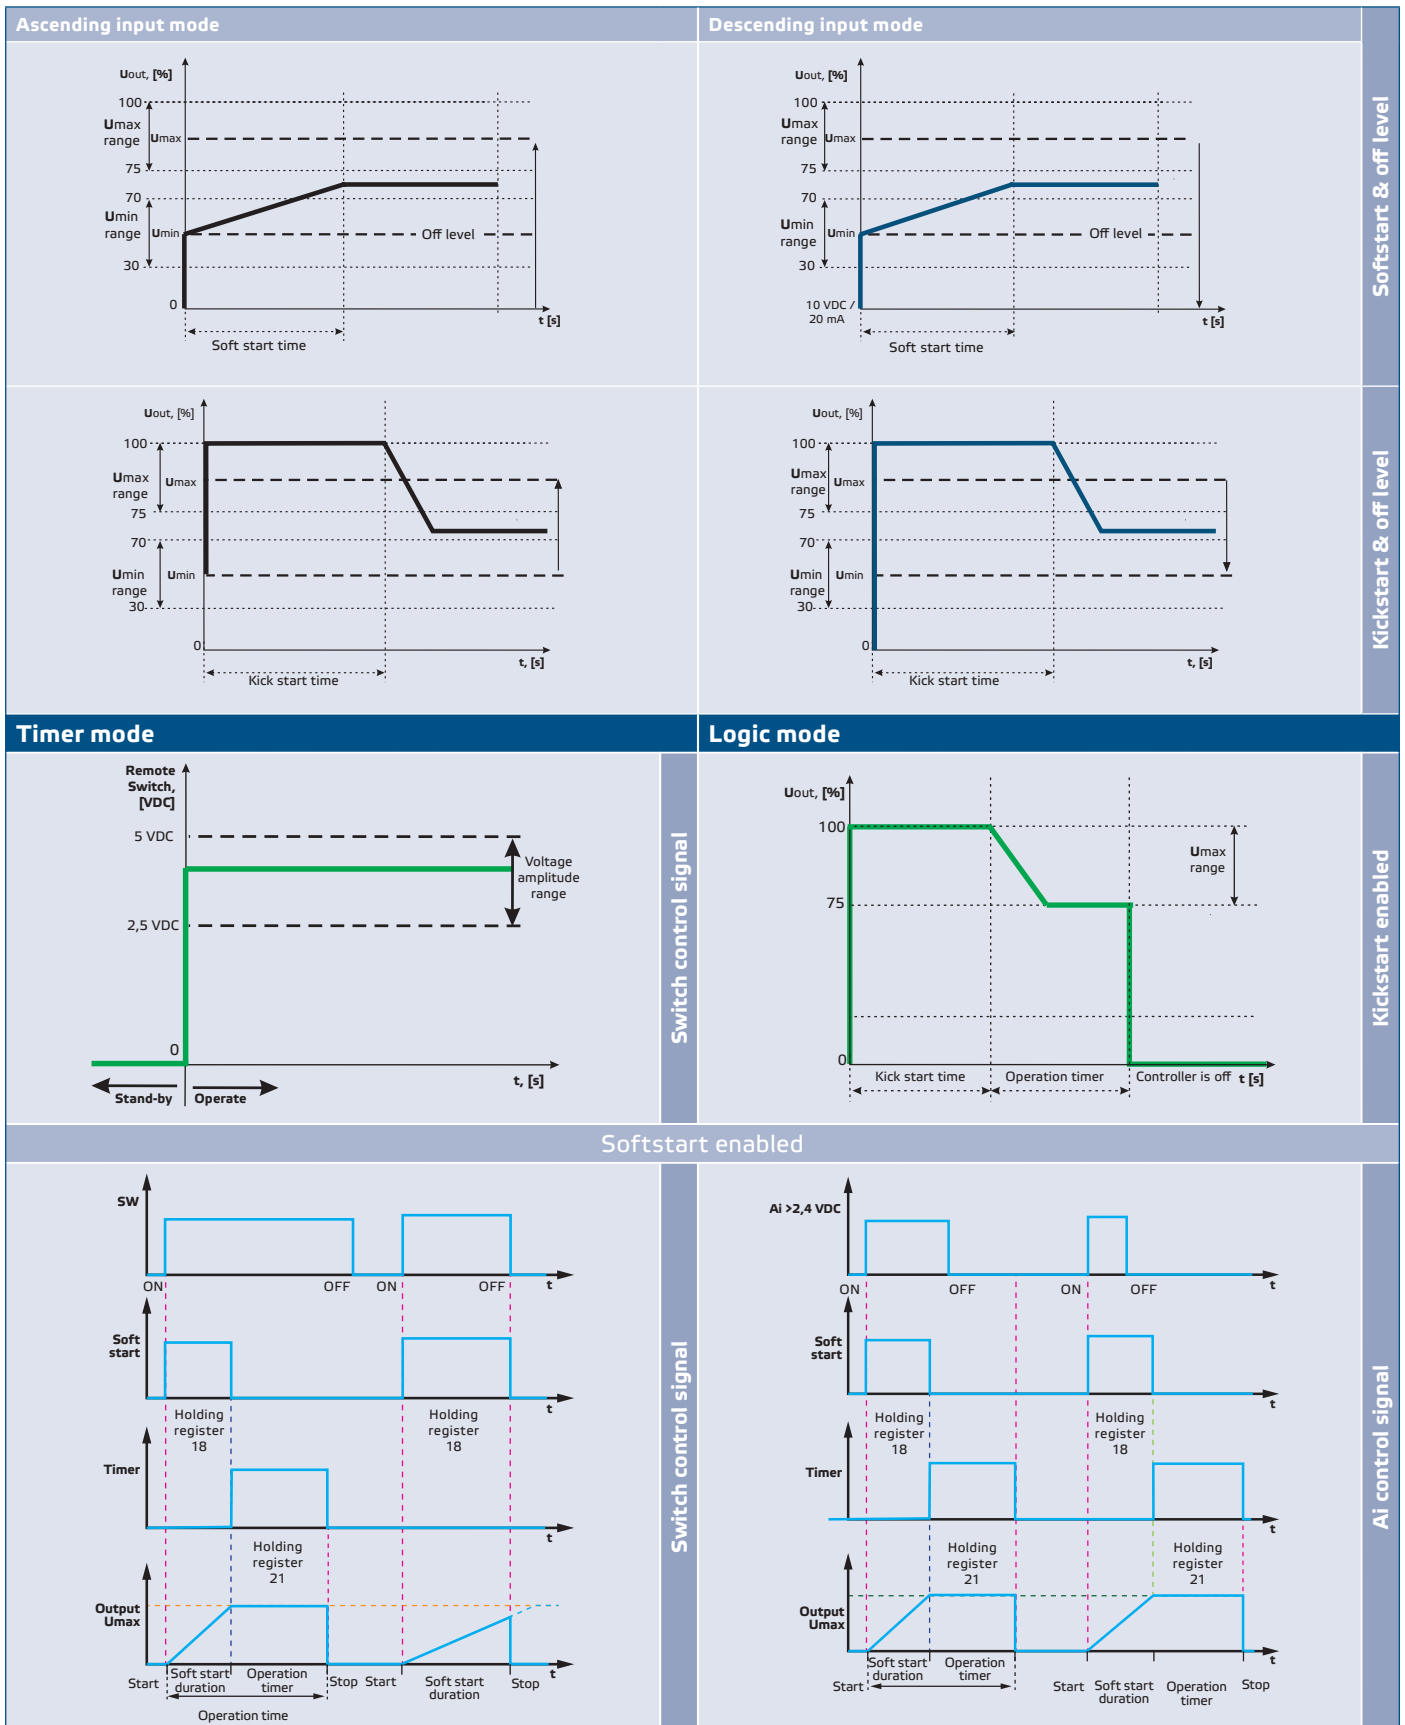 Ascending input mode
Descending input mode
Uout, [%]
100
Umax
range
Umax
75
70
Umin
range
Umin
Off level
30
0
t [s]
Soft start time
Uout, [%]
100
Umax
range
Umax
75
70
Umin
range
Umin
Off level
30
10 VDC /
20 mA
t [s]
Soft start time
Softstart & off level
Uout, [%]
100
Umax
range
Umax
75
70
Umin
range
Umin
30
0
t, [s]
Kick start time
Uout, [%]
100
Umax
range
Umax
75
70
Umin
range
Umin
30
0
t, [s]
Kick start time
Kickstart & off level
Timer mode
Logic mode
Remote
Switch,
[VDC]
5 VDC
Voltage
amplitude
range
2,5 VDC
0
t, [s]
Stand-by
Operate
Switch control signal
Uout, [%]
100
Umax
range
75
0
Kick start time
Operation timer
Controller is off
t [s]
Kickstart enabled
Softstart enabled
SW
ON
OFF
ON
OFF
t
Soft
start
t
Holding
register
18
Holding
register
18
Timer
t
Holding
register
21
Output
Umax
t
Start
Soft start
duration
Operation
timer
Stop
Start
Soft start
duration
Stop
Operation time
Switch control signal
Ai >2,4 VDC
ON
OFF
ON
OFF
t
Soft
start
t
Holding
register
18
Holding
register
18
Timer
t
Holding
register
21
Holding
register
21
Output
Umax
t
Start
Soft start
duration
Operation
timer
Start
Soft start
duration
Operation
timer
Stop
Ai control signal